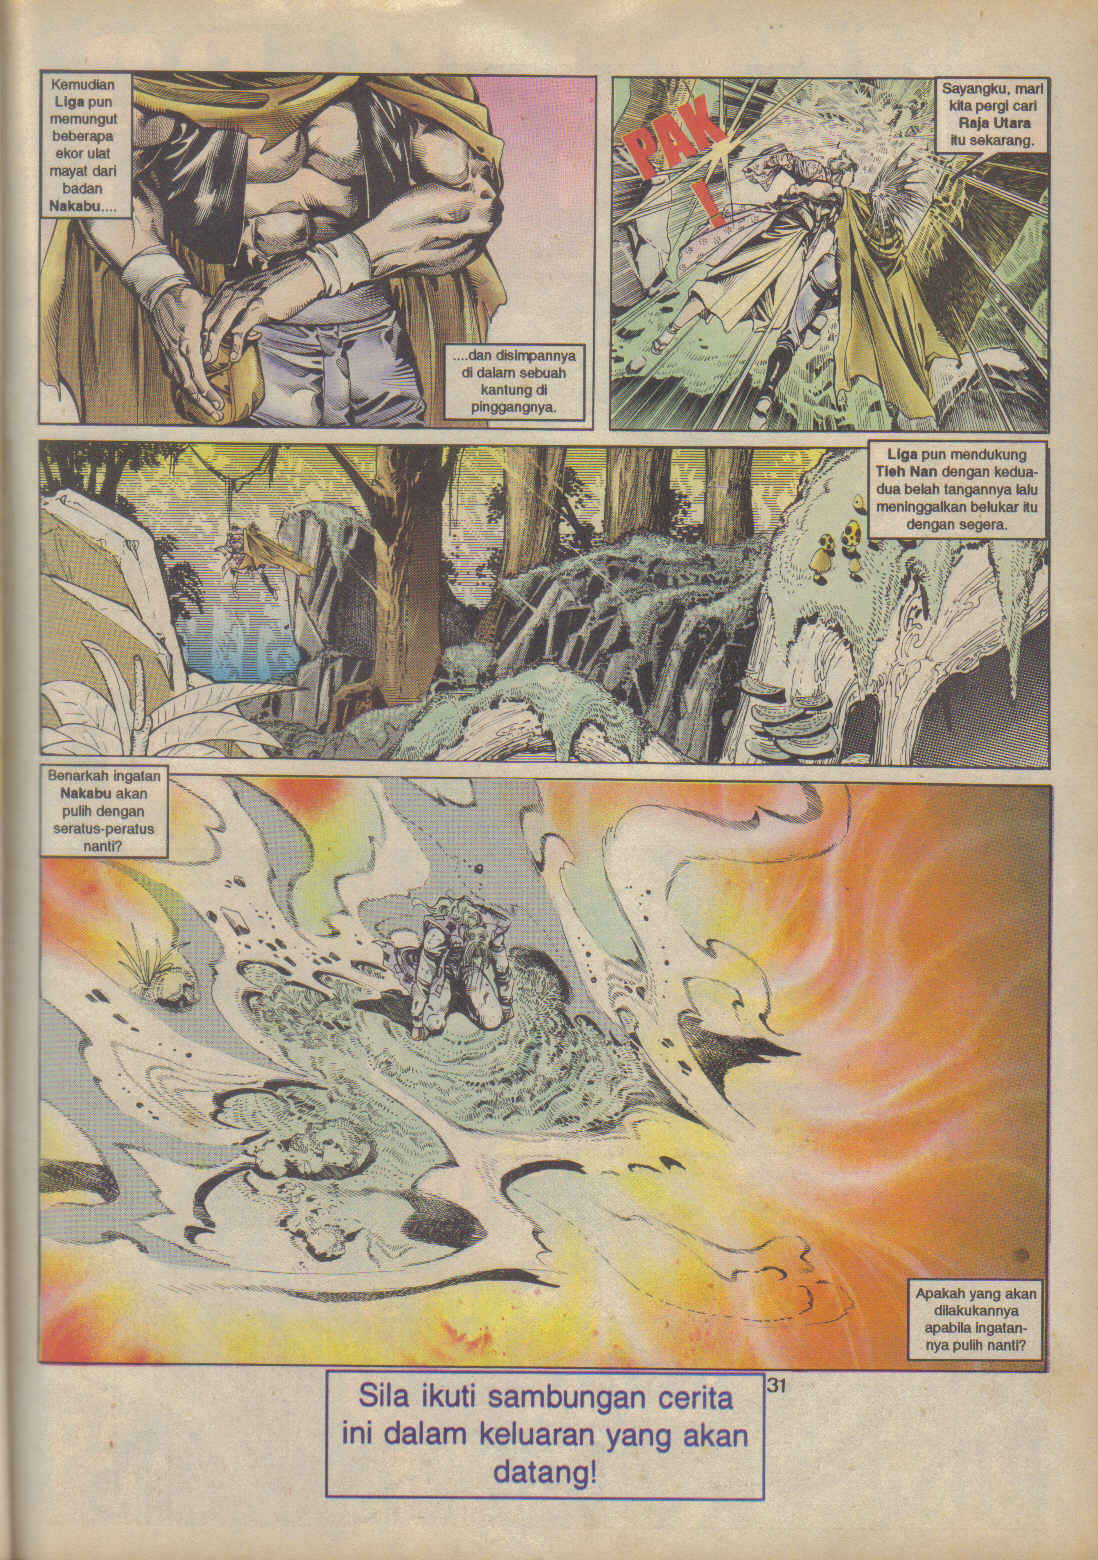 Kemudian
Liga pun
memungut
beberapa
ekor ulat
mayat dari
badan
Nakabu....
....dan disimpannya
di dalam sebuah
kantung di
pinggangnya.
PAK
!
Sayangku, mari
kita pergi cari
Raja Utara
itu sekarang.
Liga pun mendukung
Tieh Nan dengan kedua-
dua belah tangannya lalu
meninggalkan belukar itu
dengan segera.
Benarkah ingatan
Nakabu akan
pulih dengan
seratus-peratus
nanti?
Apakah yang akan
dilakukannya
apabila ingatan-
nya pulih nanti?
31
Sila ikuti sambungan cerita
ini dalam keluaran yang akan
datang!